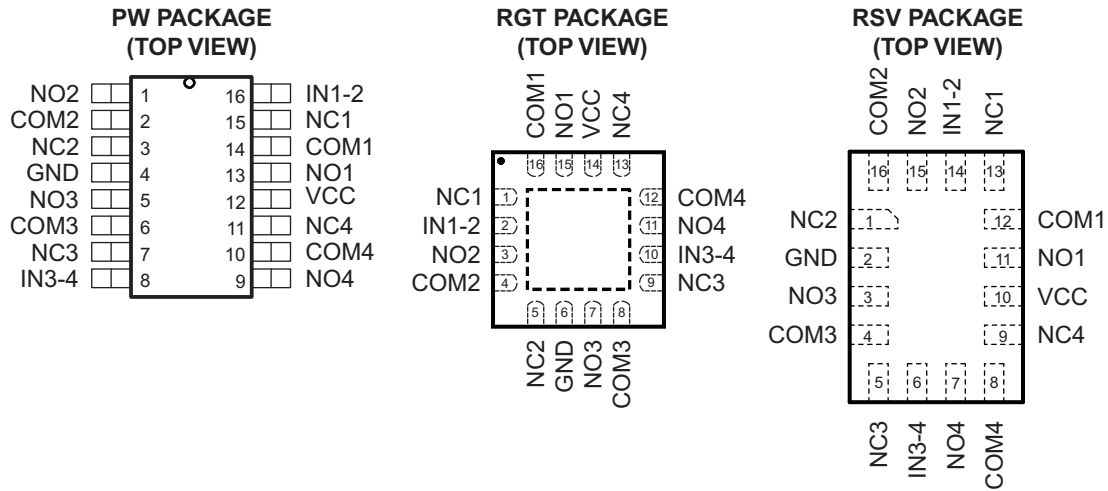 PW PACKAGE
(TOP VIEW)
NO2 1 16 IN1-2
COM2 2 15 NC1
NC2 3 14 COM1
GND 4 13 NO1
NO3 5 12 VCC
COM3 6 11 NC4
NC3 7 10 COM4
IN3-4 8 9 NO4
RGT PACKAGE
(TOP VIEW)
COM1 NO1 VCC NC4
16 15 14 13
NC1 1 12 COM4
IN1-2 2 11 NO4
NO2 3 10 IN3-4
COM2 4 9 NC3
5 6 7 8
NC2 GND NO3 COM3
RSV PACKAGE
(TOP VIEW)
COM2 NO2 IN1-2 NC1
16 15 14 13
NC2 1 12 COM1
GND 2 11 NO1
NO3 3 10 VCC
COM3 4 9 NC4
5 6 7 8
NC3 IN3-4 NO4 COM4